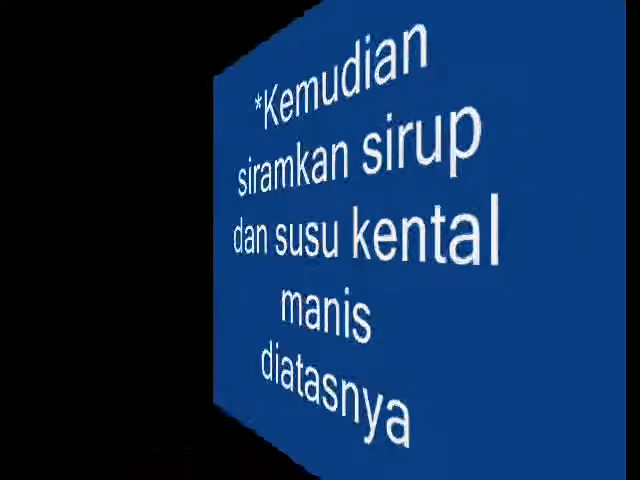 *Kemudian
siramkan sirup
dan susu kental
manis
diatasnya